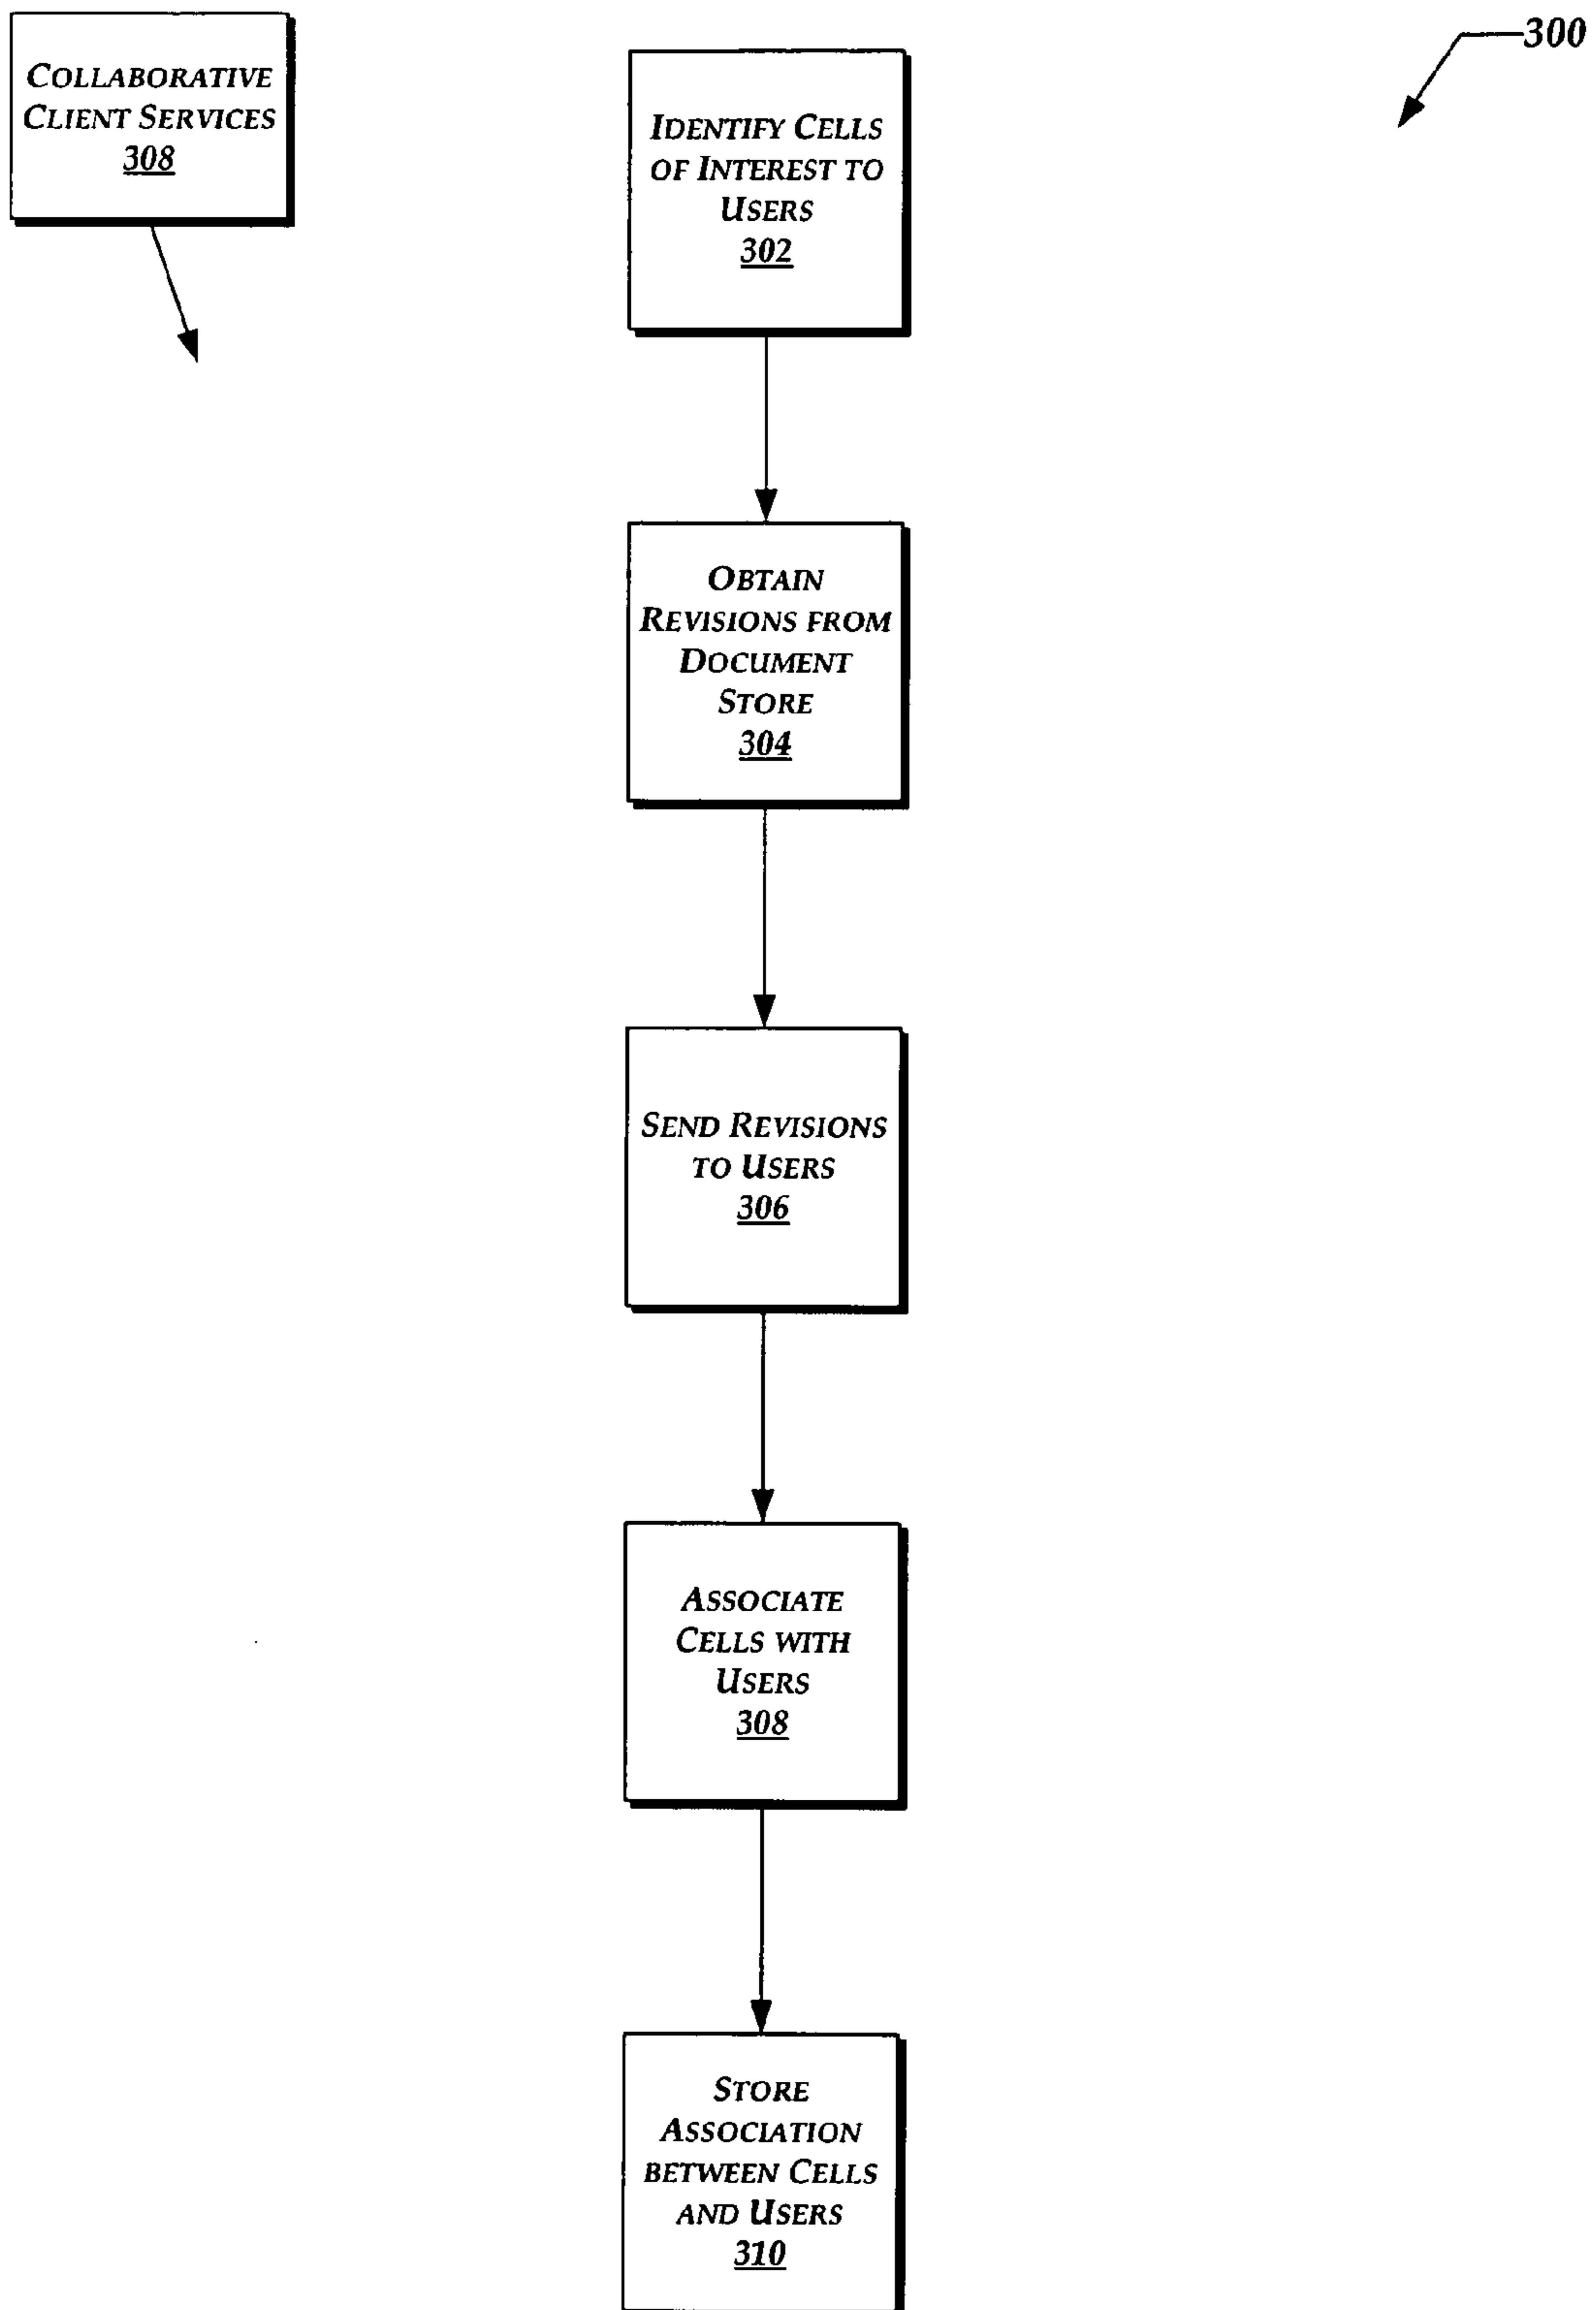 COLLABORATIVE
CLIENT SERVICES
308
300
IDENTIFY CELLS
OF INTEREST TO
USERS
302
OBTAIN
REVISIONS FROM
DOCUMENT
STORE
304
SEND REVISIONS
TO USERS
306
ASSOCIATE
CELLS WITH
USERS
308
STORE
ASSOCIATION
BETWEEN CELLS
AND USERS
310